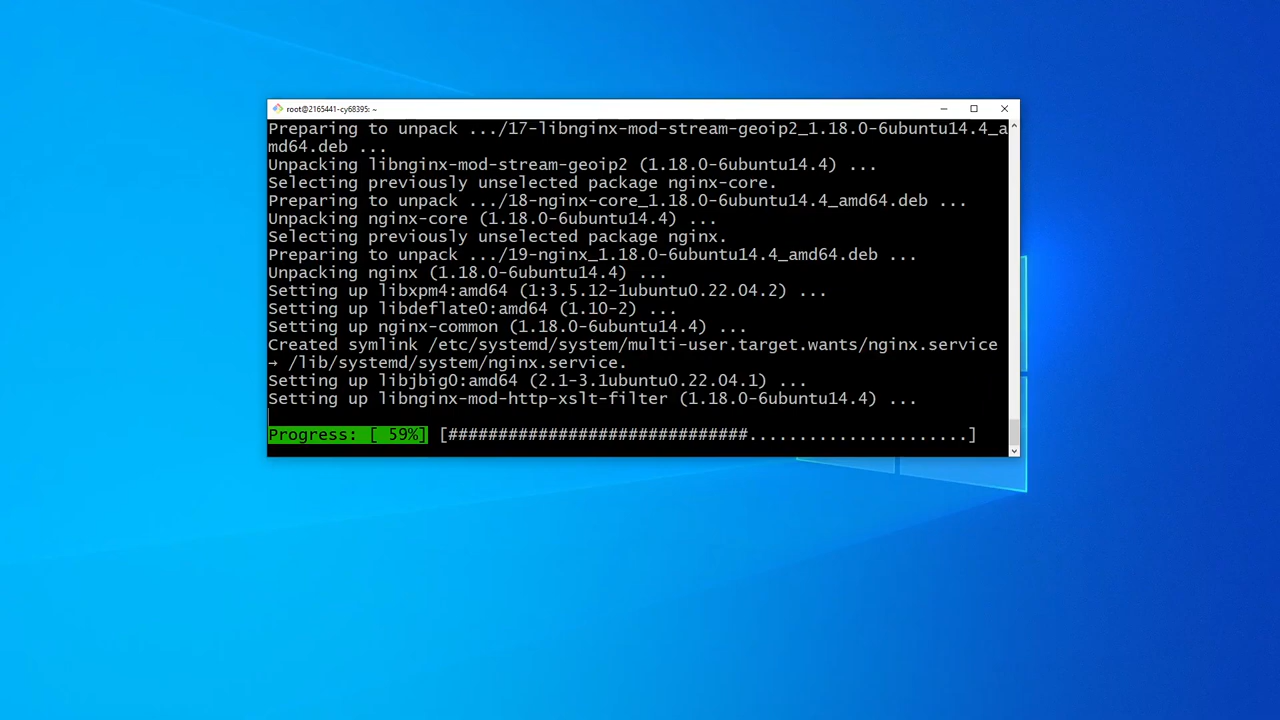 root@2165441-cy68395: ~
Preparing to unpack .../17-libnginx-mod-stream-geoip2_1.18.0-6ubuntu14.4_a
md64.deb ...
Unpacking libnginx-mod-stream-geoip2 (1.18.0-6ubuntu14.4) ...
Selecting previously unselected package nginx-core.
Preparing to unpack .../18-nginx-core_1.18.0-6ubuntu14.4_amd64.deb ...
Unpacking nginx-core (1.18.0-6ubuntu14.4) ...
Selecting previously unselected package nginx.
Preparing to unpack .../19-nginx_1.18.0-6ubuntu14.4_amd64.deb ...
Unpacking nginx (1.18.0-6ubuntu14.4) ...
Setting up libxpm4:amd64 (1:3.5.12-1ubuntu0.22.04.2) ...
Setting up libdeflate0:amd64 (1.10-2) ...
Setting up nginx-common (1.18.0-6ubuntu14.4) ...
Created symlink /etc/systemd/system/multi-user.target.wants/nginx.service
→ /lib/systemd/system/nginx.service.
Setting up libjbig0:amd64 (2.1-3.1ubuntu0.22.04.1) ...
Setting up libnginx-mod-http-xslt-filter (1.18.0-6ubuntu14.4) ...
Progress: [ 59%] [##############################......................]